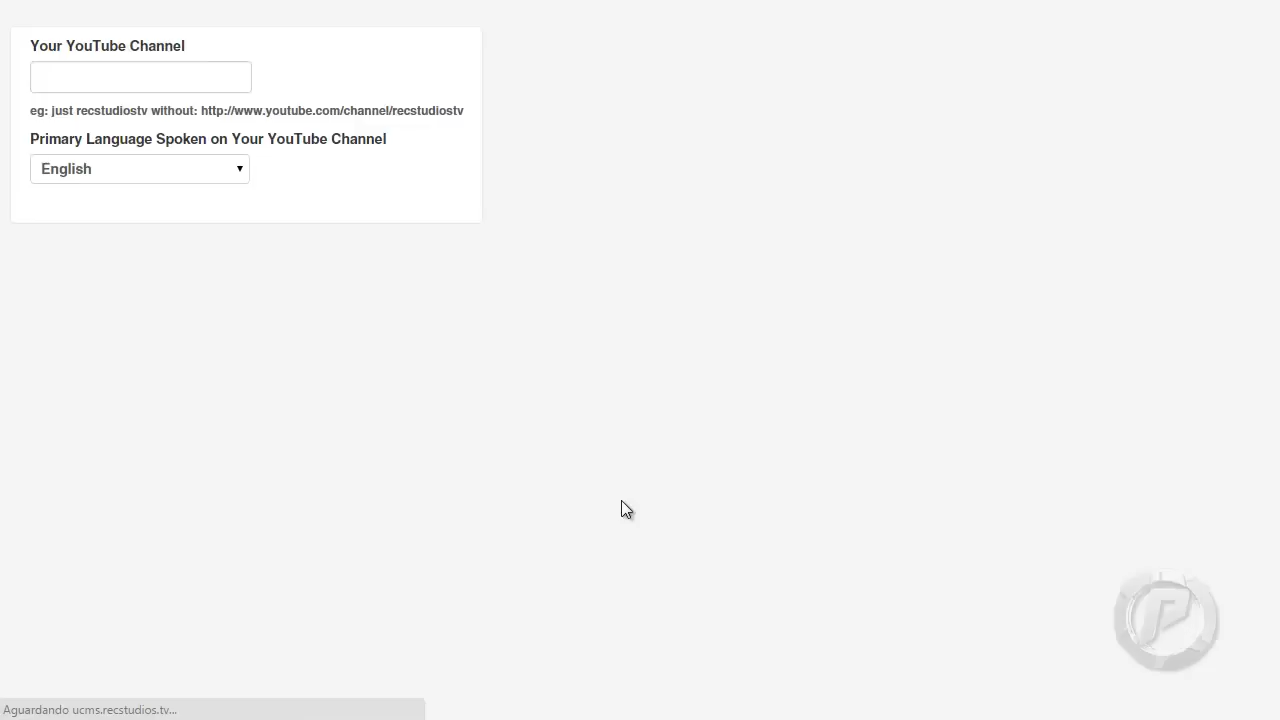 Your YouTube Channel
eg: just recstudiostv without: http://www.youtube.com/channel/recstudiostv
Primary Language Spoken on Your YouTube Channel
English
P
Aguardando ucms.recstudios.tv...